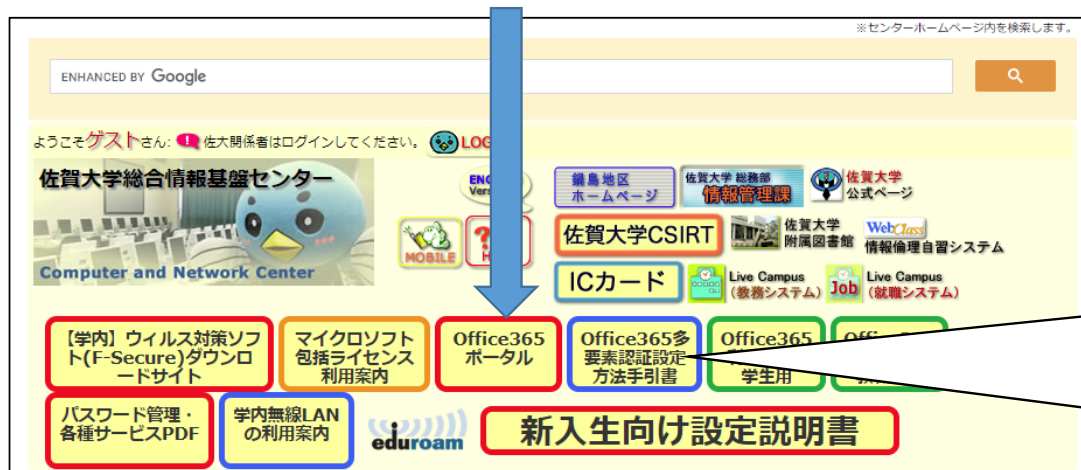 ※センターホームページ内を検索します。
ENHANCED BY Google
ようこそゲストさん: 佐大関係者はログインしてください。 LOG
佐賀大学総合情報基盤センター
Computer and Network Center
ENG
Vers
MOBILE
?
H
鍋島地区
ホームページ
佐賀大学 総務部
情報管理課
佐賀大学
公式ページ
佐賀大学CSIRT
佐賀大学
附属図書館
WebClass
情報倫理自習システム
ICカード
Live Campus
(教務システム)
Job
Live Campus
(就職システム)
【学内】ウィルス対策ソフ
ト(F-Secure)ダウンロ
ードサイト
マイクロソフト
包括ライセンス
利用案内
Office365
ポータル
Office365多
要素認証設定
方法手引書
Office365
学生用
パスワード管理・
各種サービスPDF
学内無線LAN
の利用案内
eduroam
新入生向け設定説明書